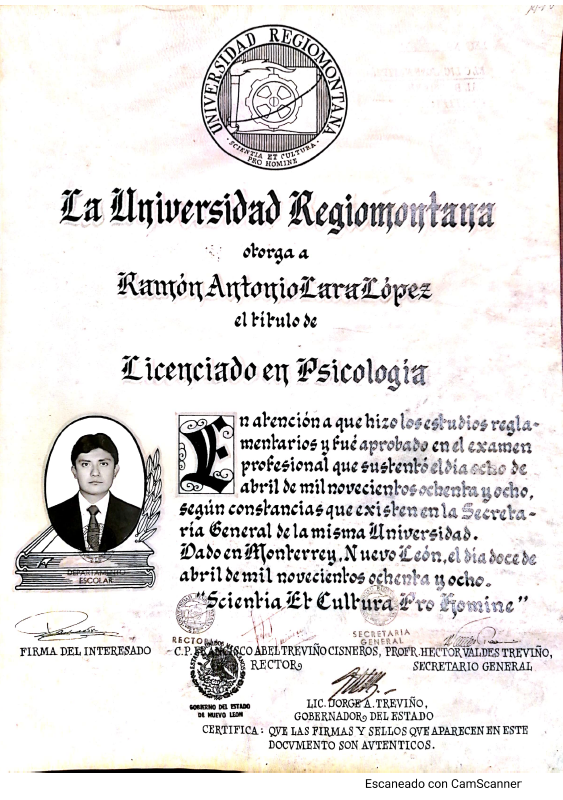 UNIVERSIDAD REGIOMONTANA
· SCIENTIA ET CULTURA ·
PRO HOMINE
La Universidad Regiomontana
otorga a
Ramón Antonio Lara López
el título de
Licenciado en Psicología
En atención a que hizo los estudios regla-
mentarios y fué aprobado en el examen
profesional que sustentó el día ocho de
abril de mil novecientos ochenta y ocho,
según constancias que existen en la Secreta-
ría General de la misma Universidad.
Dado en Monterrey, Nuevo León, el día doce de
abril de mil novecientos ochenta y ocho.
"Scientia Et Cultura Pro Homine"
ESCOLAR
RECTOR
SECRETARIA
GENERAL
FIRMA DEL INTERESADO
C.P. FRANCISCO ABEL TREVIÑO CISNEROS, PROFR. HECTOR VALDES TREVIÑO,
RECTOR
SECRETARIO GENERAL
GOBIERNO DEL ESTADO
DE NUEVO LEON
LIC. JORGE A. TREVIÑO,
GOBERNADOR DEL ESTADO
CERTIFICA: QVE LAS FIRMAS Y SELLOS QVE APARECEN EN ESTE
DOCVMENTO SON AVTENTICOS.
Escaneado con CamScanner